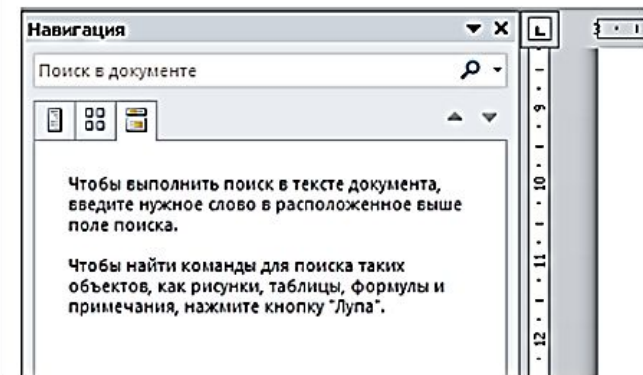 Навигация
Поиск в документе
Чтобы выполнить поиск в тексте документа,
введите нужное слово в расположенное выше
поле поиска.
Чтобы найти команды для поиска таких
объектов, как рисунки, таблицы, формулы и
примечания, нажмите кнопку "Лупа".
3
9
10
11
12